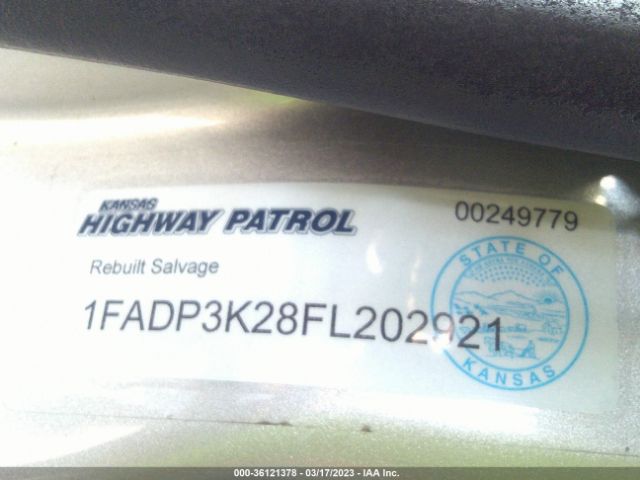 KANSAS
HIGHWAY PATROL
00249779
Rebuilt Salvage
1FADP3K28FL202921
STATE OF
KANSAS
000-36121378 - 03/17/2023 - IAA Inc.